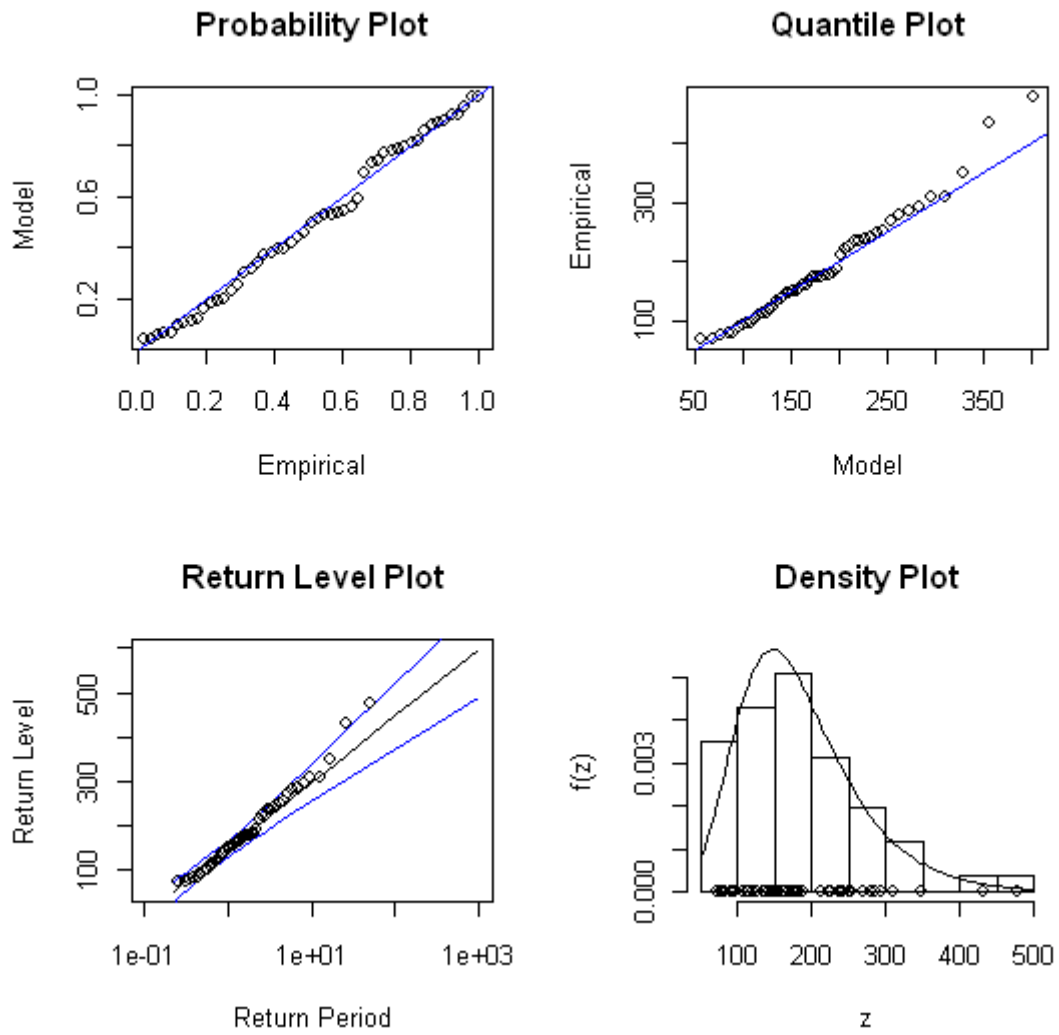 Probability Plot
Model
0.2 0.6 1.0
0.0 0.2 0.4 0.6 0.8 1.0
Empirical
Quantile Plot
Empirical
100 300
50 150 250 350
Model
Return Level Plot
Return Level
100 300 500
1e-01 1e+01 1e+03
Return Period
Density Plot
f(z)
0.000 0.003
100 200 300 400 500
z